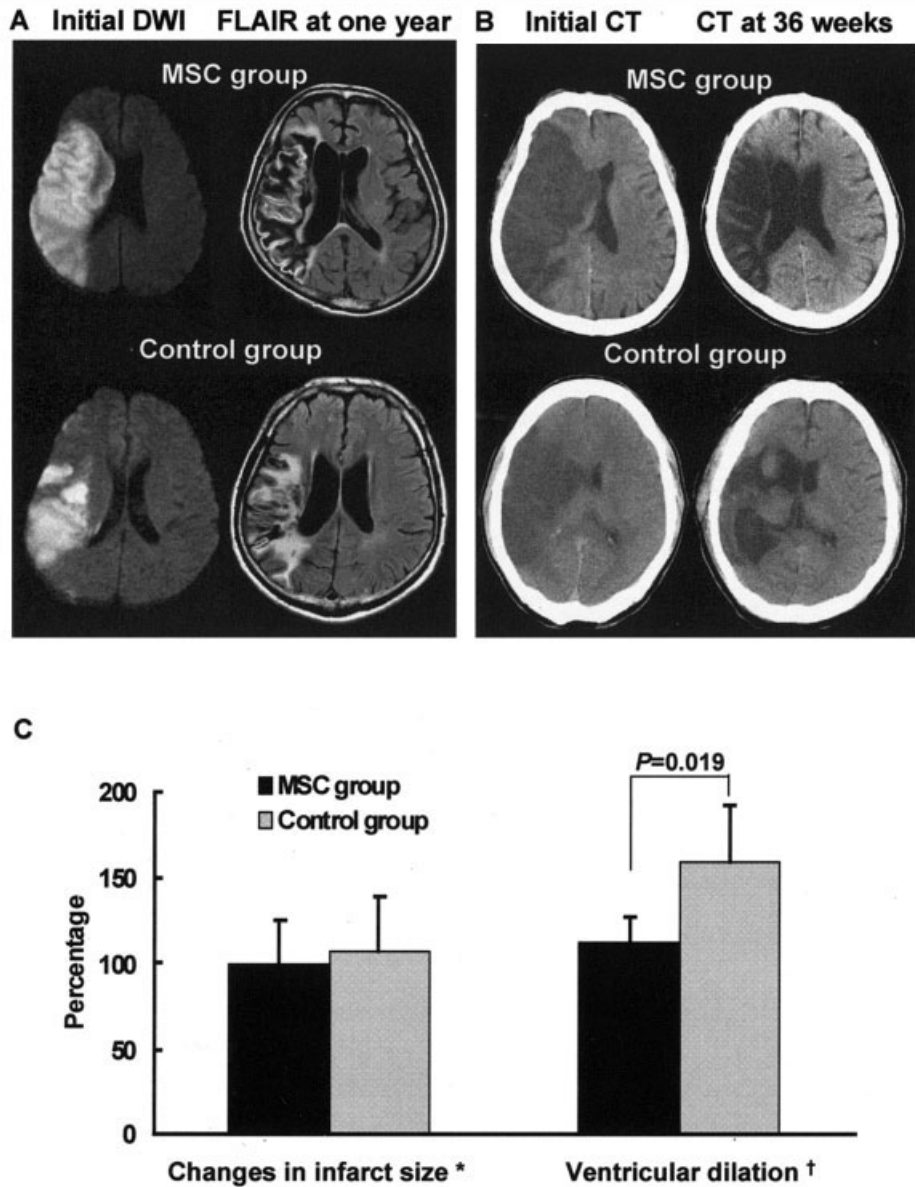 A Initial DWI FLAIR at one year
MSC group
Control group
B Initial CT CT at 36 weeks
MSC group
Control group
C
P=0.019
MSC group
Control group
200
150
100
50
0
Percentage
Changes in infarct size *
Ventricular dilation †